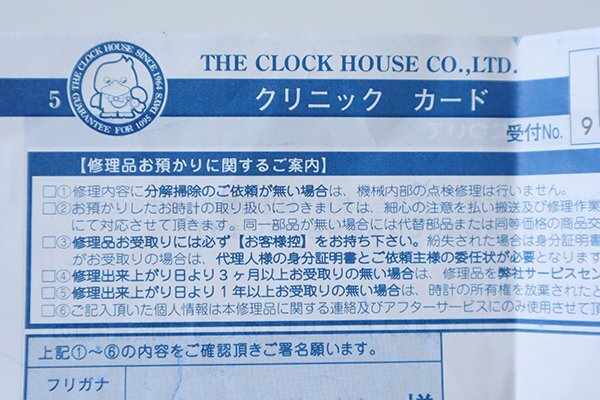 THE CLOCK HOUSE SINCE 1964
GUARANTEE FOR 1095 DAYS
THE CLOCK HOUSE CO.,LTD.
5
クリニック カード
受付No.
9
【修理品お預かりに関するご案内】
□①修理内容に分解掃除のご依頼が無い場合は、機械内部の点検修理は行いません。
□②お預かりしたお時計の取り扱いにつきましては、細心の注意を払い搬送及び修理作業
にて対応させて頂きます。同一部品が無い場合には代替部品または同等価格の商品交
□③修理品お受取りには必ず【お客様控】をお持ち下さい。紛失された場合は身分証明書
がお受取りの場合は、代理人様の身分証明書とご依頼主様の委任状が必要となります
□④修理出来上がり日より3ヶ月以上お受取りの無い場合は、修理品を弊社サービスセン
□⑤修理出来上がり日より1年以上お受取りの無い場合は、時計の所有権を放棄されたと
□⑥ご記入頂いた個人情報は本修理品に関する連絡及びアフターサービスにのみ使用させて頂
上記①～⑥の内容をご確認頂きご署名願います。
フリガナ
様